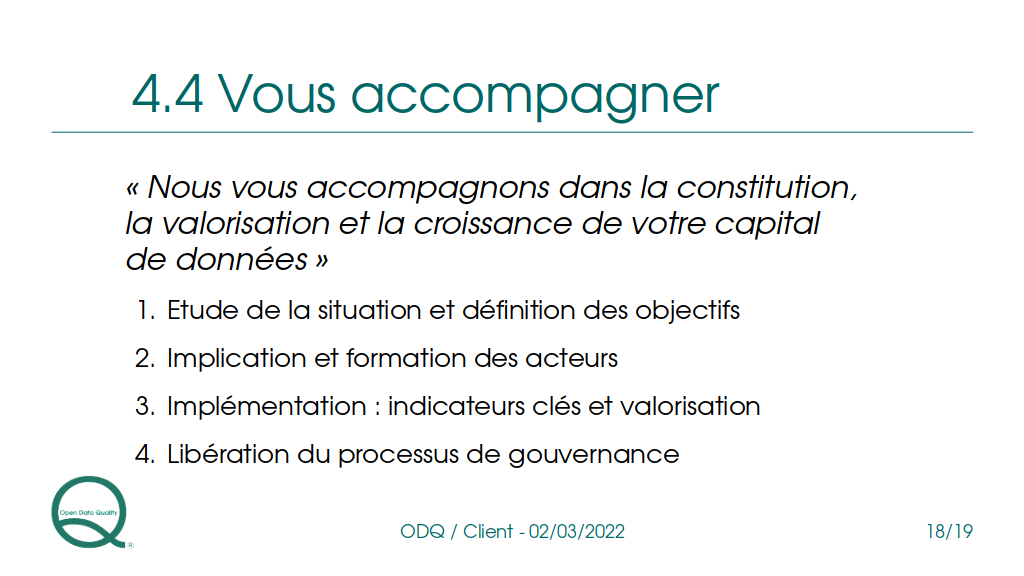 4.4 Vous accompagner
« Nous vous accompagnons dans la constitution,
la valorisation et la croissance de votre capital
de données »
1. Etude de la situation et définition des objectifs
2. Implication et formation des acteurs
3. Implémentation : indicateurs clés et valorisation
4. Libération du processus de gouvernance
Open Data Quality
®
ODQ / Client - 02/03/2022
18/19